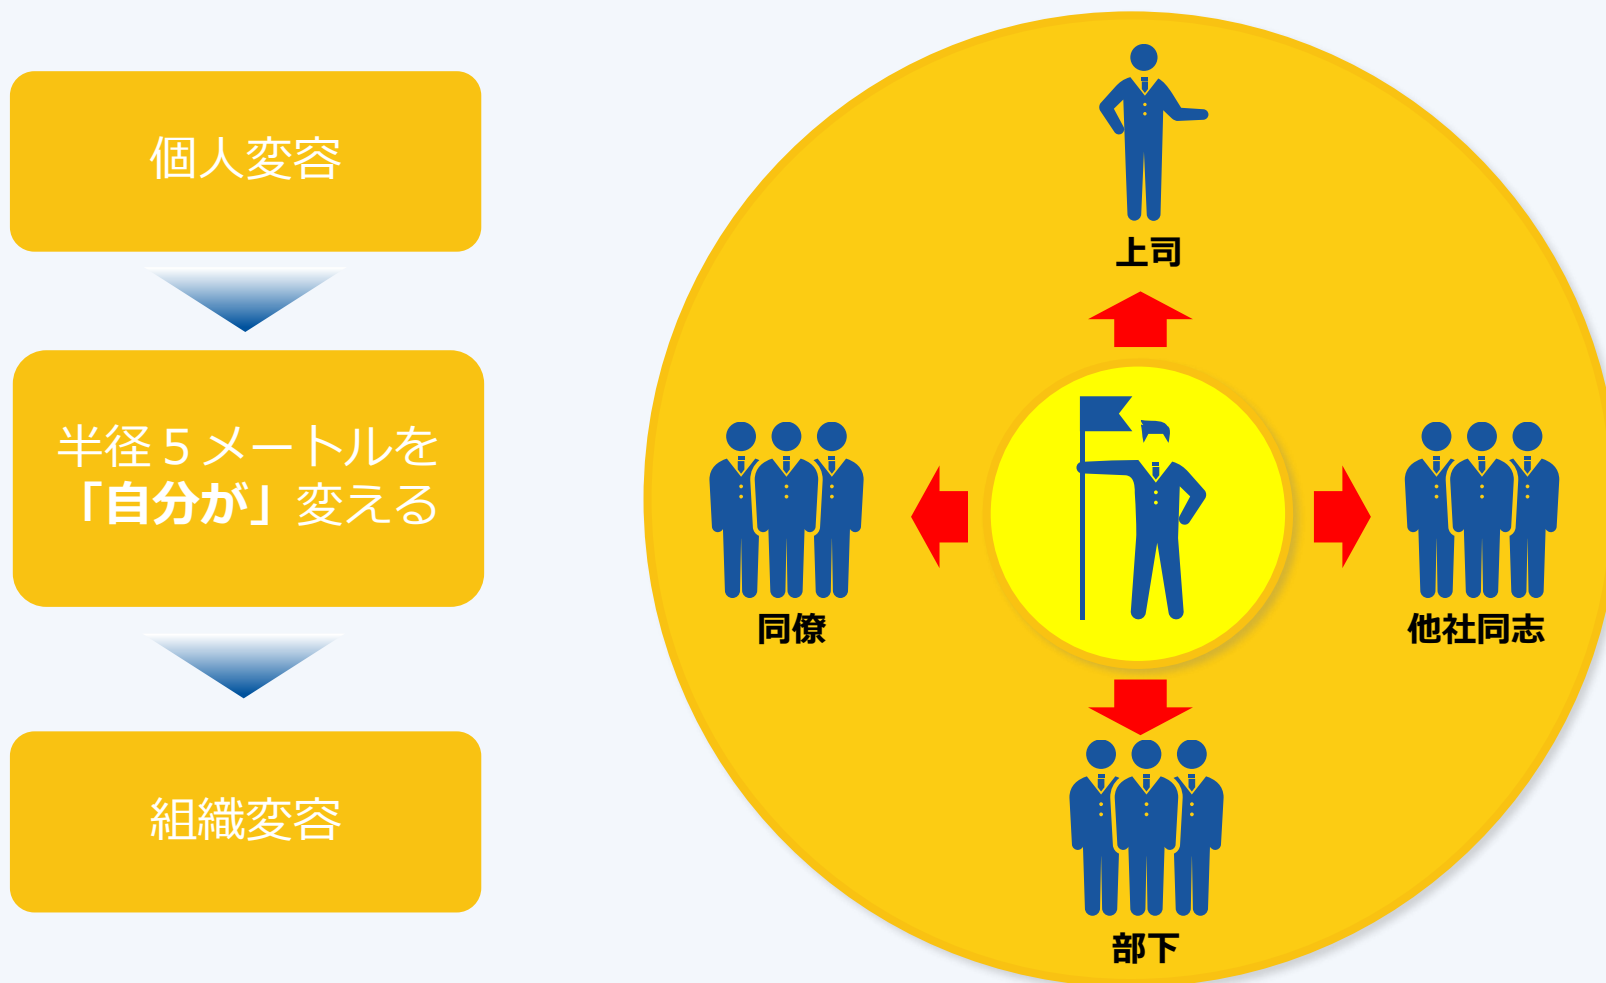 個人変容
半径５メートルを
「自分が」変える
組織変容
上司
同僚
他社同志
部下